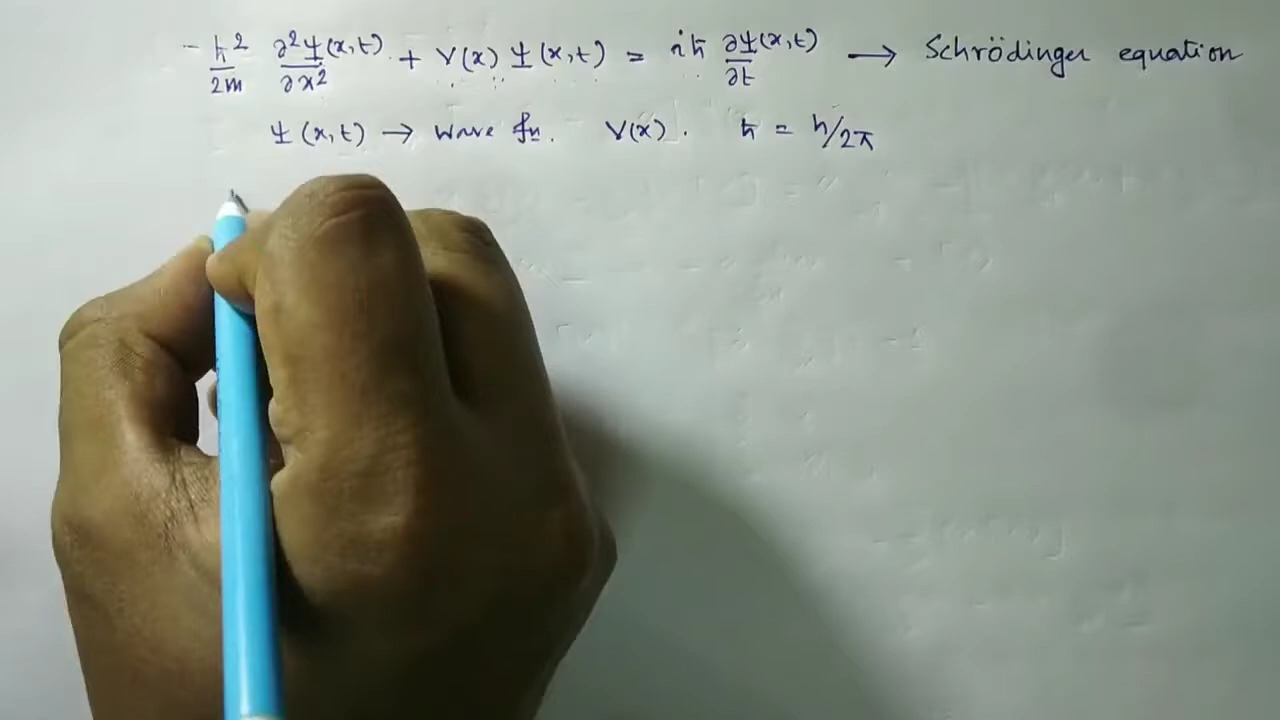 -ħ²/2m ∂²Ψ(x,t)/∂x² + V(x) Ψ(x,t) = iħ ∂Ψ(x,t)/∂t → Schrödinger equation
Ψ(x,t) → Wave fn. V(x). ħ = h/2π